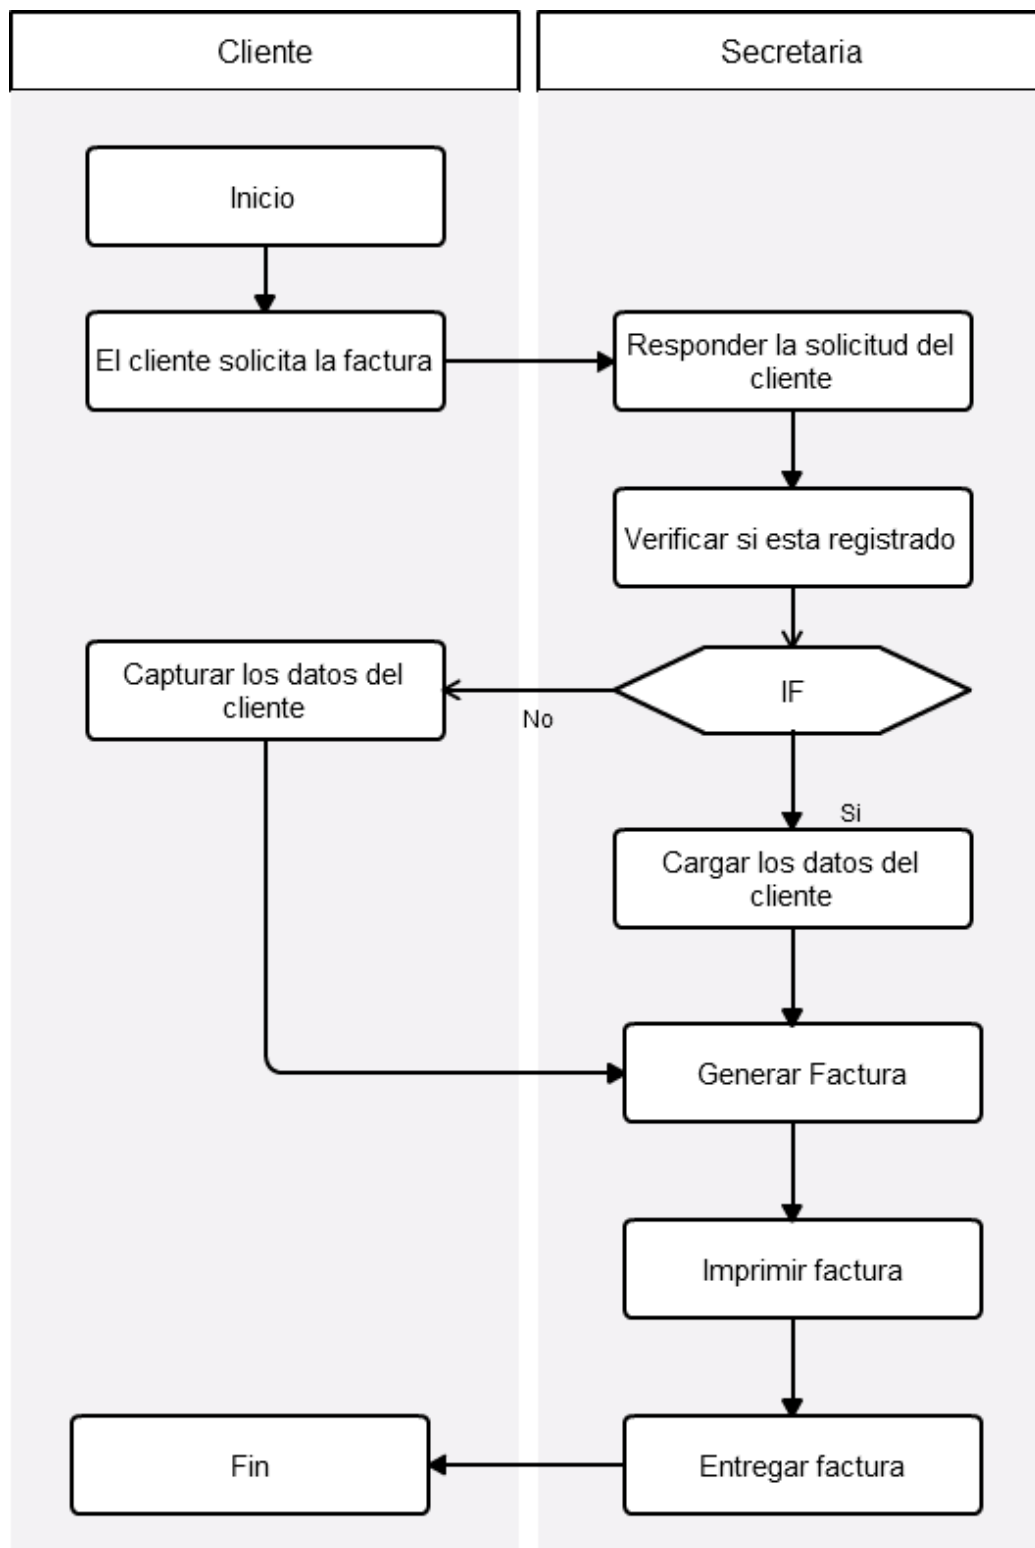 Cliente
Secretaria
Inicio
El cliente solicita la factura
Responder la solicitud del
cliente
Verificar si esta registrado
Capturar los datos del
cliente
IF
No
Si
Cargar los datos del
cliente
Generar Factura
Imprimir factura
Fin
Entregar factura